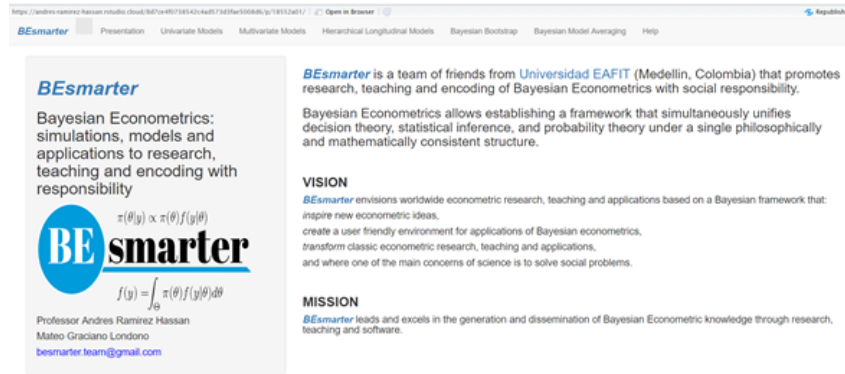 Open in Browser
Republish
BEsmarter Presentation Univariate Models Multivariate Models Hierarchical Longitudinal Models Bayesian Bootstrap Bayesian Model Averaging Help
BEsmarter
Bayesian Econometrics:
simulations, models and
applications to research,
teaching and encoding with
responsibility
π(θ|y) ∝ π(θ)f(y|θ)
BEsmarter
f(y) = ∫_Θ π(θ)f(y|θ)dθ
Professor Andres Ramirez Hassan
Mateo Graciano Londono
besmarter.team@gmail.com
BEsmarter is a team of friends from Universidad EAFIT (Medellin, Colombia) that promotes
research, teaching and encoding of Bayesian Econometrics with social responsibility.
Bayesian Econometrics allows establishing a framework that simultaneously unifies
decision theory, statistical inference, and probability theory under a single philosophically
and mathematically consistent structure.
VISION
BEsmarter envisions worldwide econometric research, teaching and applications based on a Bayesian framework that:
inspire new econometric ideas,
create a user friendly environment for applications of Bayesian econometrics,
transform classic econometric research, teaching and applications,
and where one of the main concerns of science is to solve social problems.
MISSION
BEsmarter leads and excels in the generation and dissemination of Bayesian Econometric knowledge through research,
teaching and software.